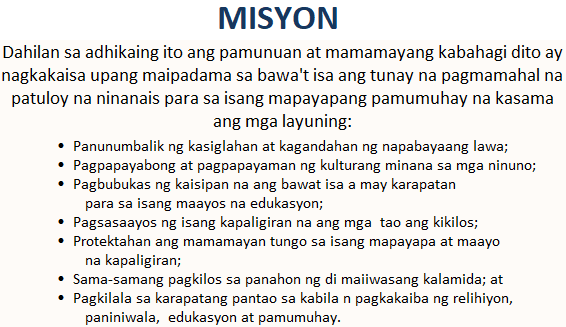 MISYON
Dahilan sa adhikaing ito ang pamunuan at mamamayang kabahagi dito ay
nagkakaisa upang maipadama sa bawa't isa ang tunay na pagmamahal na
patuloy na ninanais para sa isang mapayapang pamumuhay na kasama
ang mga layuning:
• Panunumbalik ng kasiglahan at kagandahan ng napabayaang lawa;
• Pagpapayabong at pagpapayaman ng kulturang minana sa mga ninuno;
• Pagbubukas ng kaisipan na ang bawat isa a may karapatan
para sa isang maayos na edukasyon;
• Pagsasaayos ng isang kapaligiran na ang mga tao ang kikilos;
• Protektahan ang mamamayan tungo sa isang mapayapa at maayo
na kapaligiran;
• Sama-samang pagkilos sa panahon ng di maiiwasang kalamida; at
• Pagkilala sa karapatang pantao sa kabila n pagkakaiba ng relihiyon,
paniniwala, edukasyon at pamumuhay.